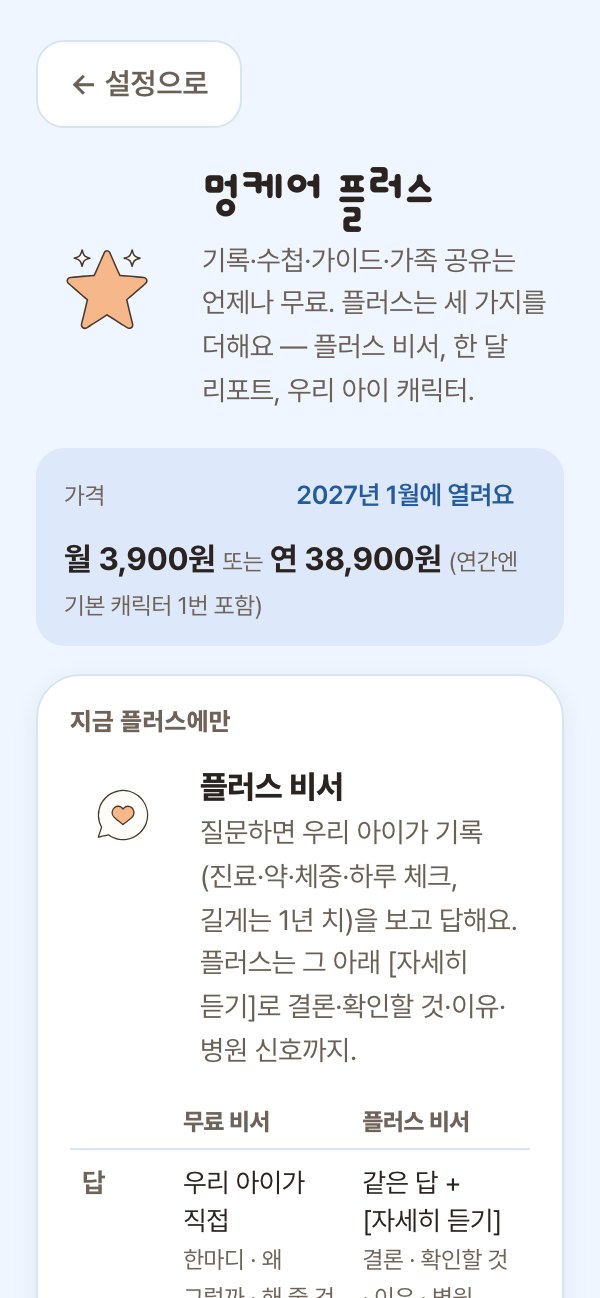 ← 설정으로
멍케어 플러스
기록·수첩·가이드·가족 공유는
언제나 무료. 플러스는 세 가지를
더해요 — 플러스 비서, 한 달
리포트, 우리 아이 캐릭터.
가격
2027년 1월에 열려요
월 3,900원 또는 연 38,900원 (연간엔
기본 캐릭터 1번 포함)
지금 플러스에만
플러스 비서
질문하면 우리 아이가 기록
(진료·약·체중·하루 체크,
길게는 1년 치)을 보고 답해요.
플러스는 그 아래 [자세히
듣기]로 결론·확인할 것·이유·
병원 신호까지.
무료 비서 플러스 비서
답 우리 아이가 같은 답 +
직접 [자세히 듣기]
한마디 · 왜 결론 · 확인할 것
그럴까 · 해 줄 것 · 이유 · 병원